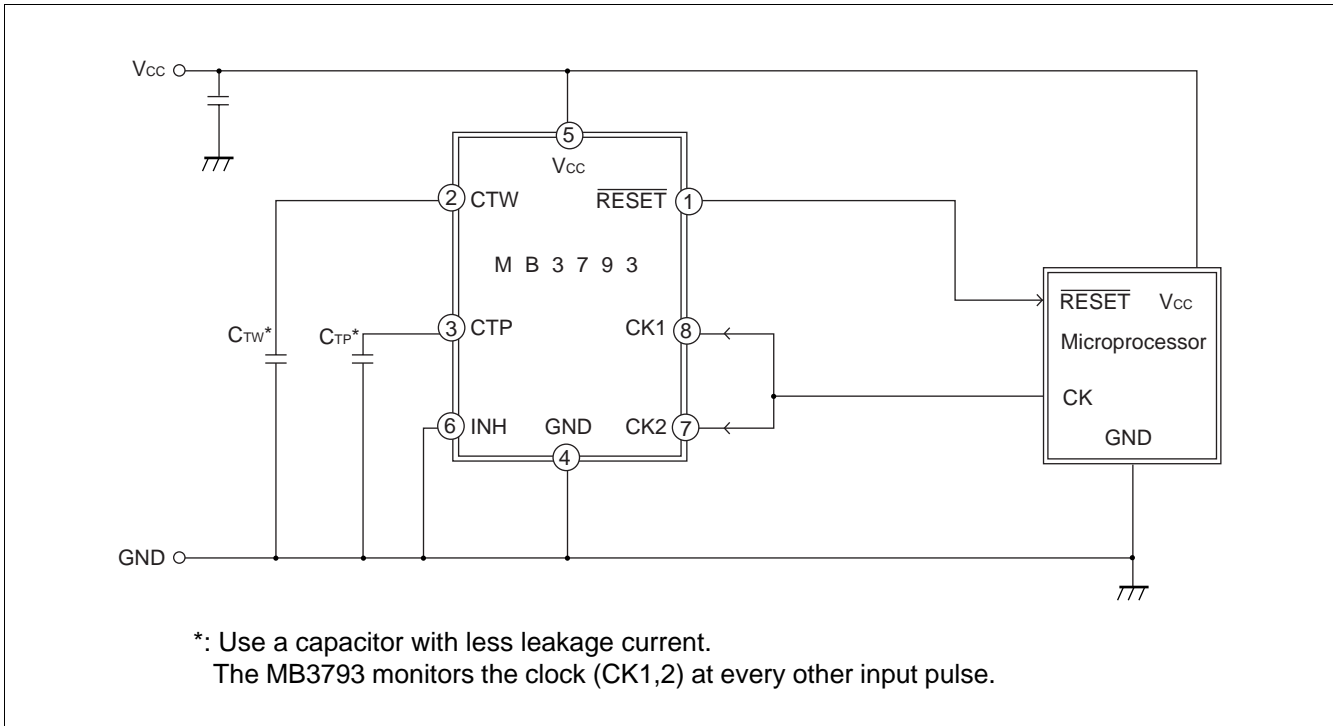 Vcc
5
Vcc
2 CTW
RESET 1
M B 3 7 9 3
RESET Vcc
3 CTP
CK1 8
CTW*
CTP*
Microprocessor
CK
6 INH
GND
CK2 7
GND
4
GND
*: Use a capacitor with less leakage current.
The MB3793 monitors the clock (CK1,2) at every other input pulse.